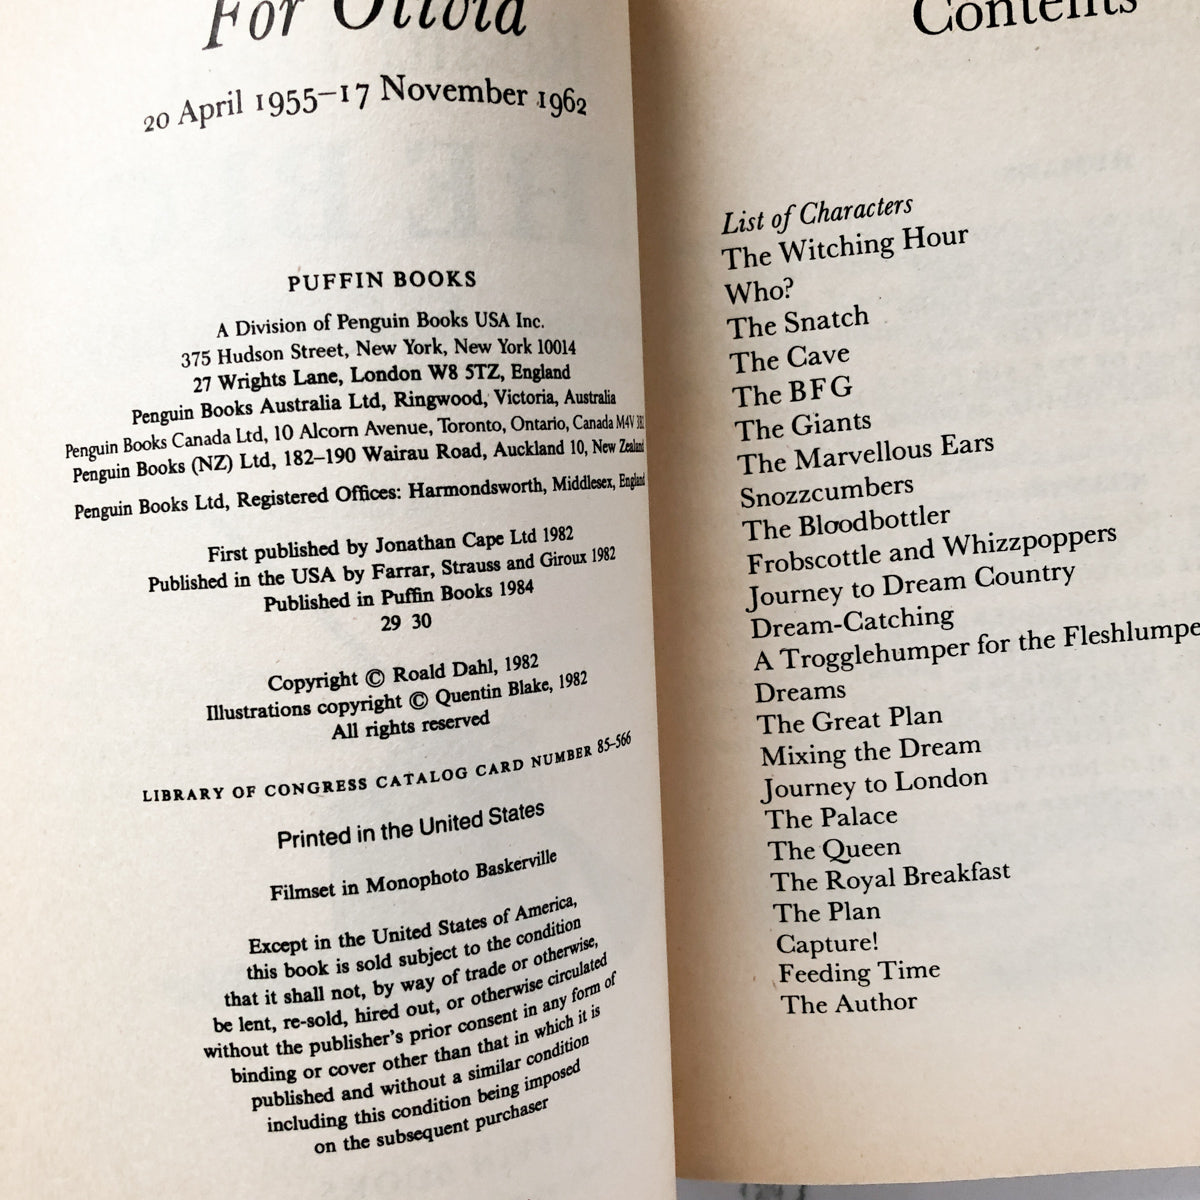 For Olivia
20 April 1955–17 November 1962
PUFFIN BOOKS
A Division of Penguin Books USA Inc.
375 Hudson Street, New York, New York 10014
27 Wrights Lane, London W8 5TZ, England
Penguin Books Australia Ltd, Ringwood, Victoria, Australia
Penguin Books Canada Ltd, 10 Alcorn Avenue, Toronto, Ontario, Canada M4V
Penguin Books (NZ) Ltd, 182–190 Wairau Road, Auckland 10, New Zealand
Penguin Books Ltd, Registered Offices: Harmondsworth, Middlesex, England
First published by Jonathan Cape Ltd 1982
Published in the USA by Farrar, Strauss and Giroux 1982
Published in Puffin Books 1984
29 30
Copyright © Roald Dahl, 1982
Illustrations copyright © Quentin Blake, 1982
All rights reserved
LIBRARY OF CONGRESS CATALOG CARD NUMBER 85–566
Printed in the United States
Filmset in Monophoto Baskerville
Except in the United States of America,
this book is sold subject to the condition
that it shall not, by way of trade or otherwise,
be lent, re-sold, hired out, or otherwise circulated
without the publisher's prior consent in any form of
binding or cover other than that in which it is
published and without a similar condition
including this condition being imposed
on the subsequent purchaser
Contents
List of Characters
The Witching Hour
Who?
The Snatch
The Cave
The BFG
The Giants
The Marvellous Ears
Snozzcumbers
The Bloodbottler
Frobscottle and Whizzpoppers
Journey to Dream Country
Dream-Catching
A Trogglehumper for the Fleshlumpe
Dreams
The Great Plan
Mixing the Dream
Journey to London
The Palace
The Queen
The Royal Breakfast
The Plan
Capture!
Feeding Time
The Author